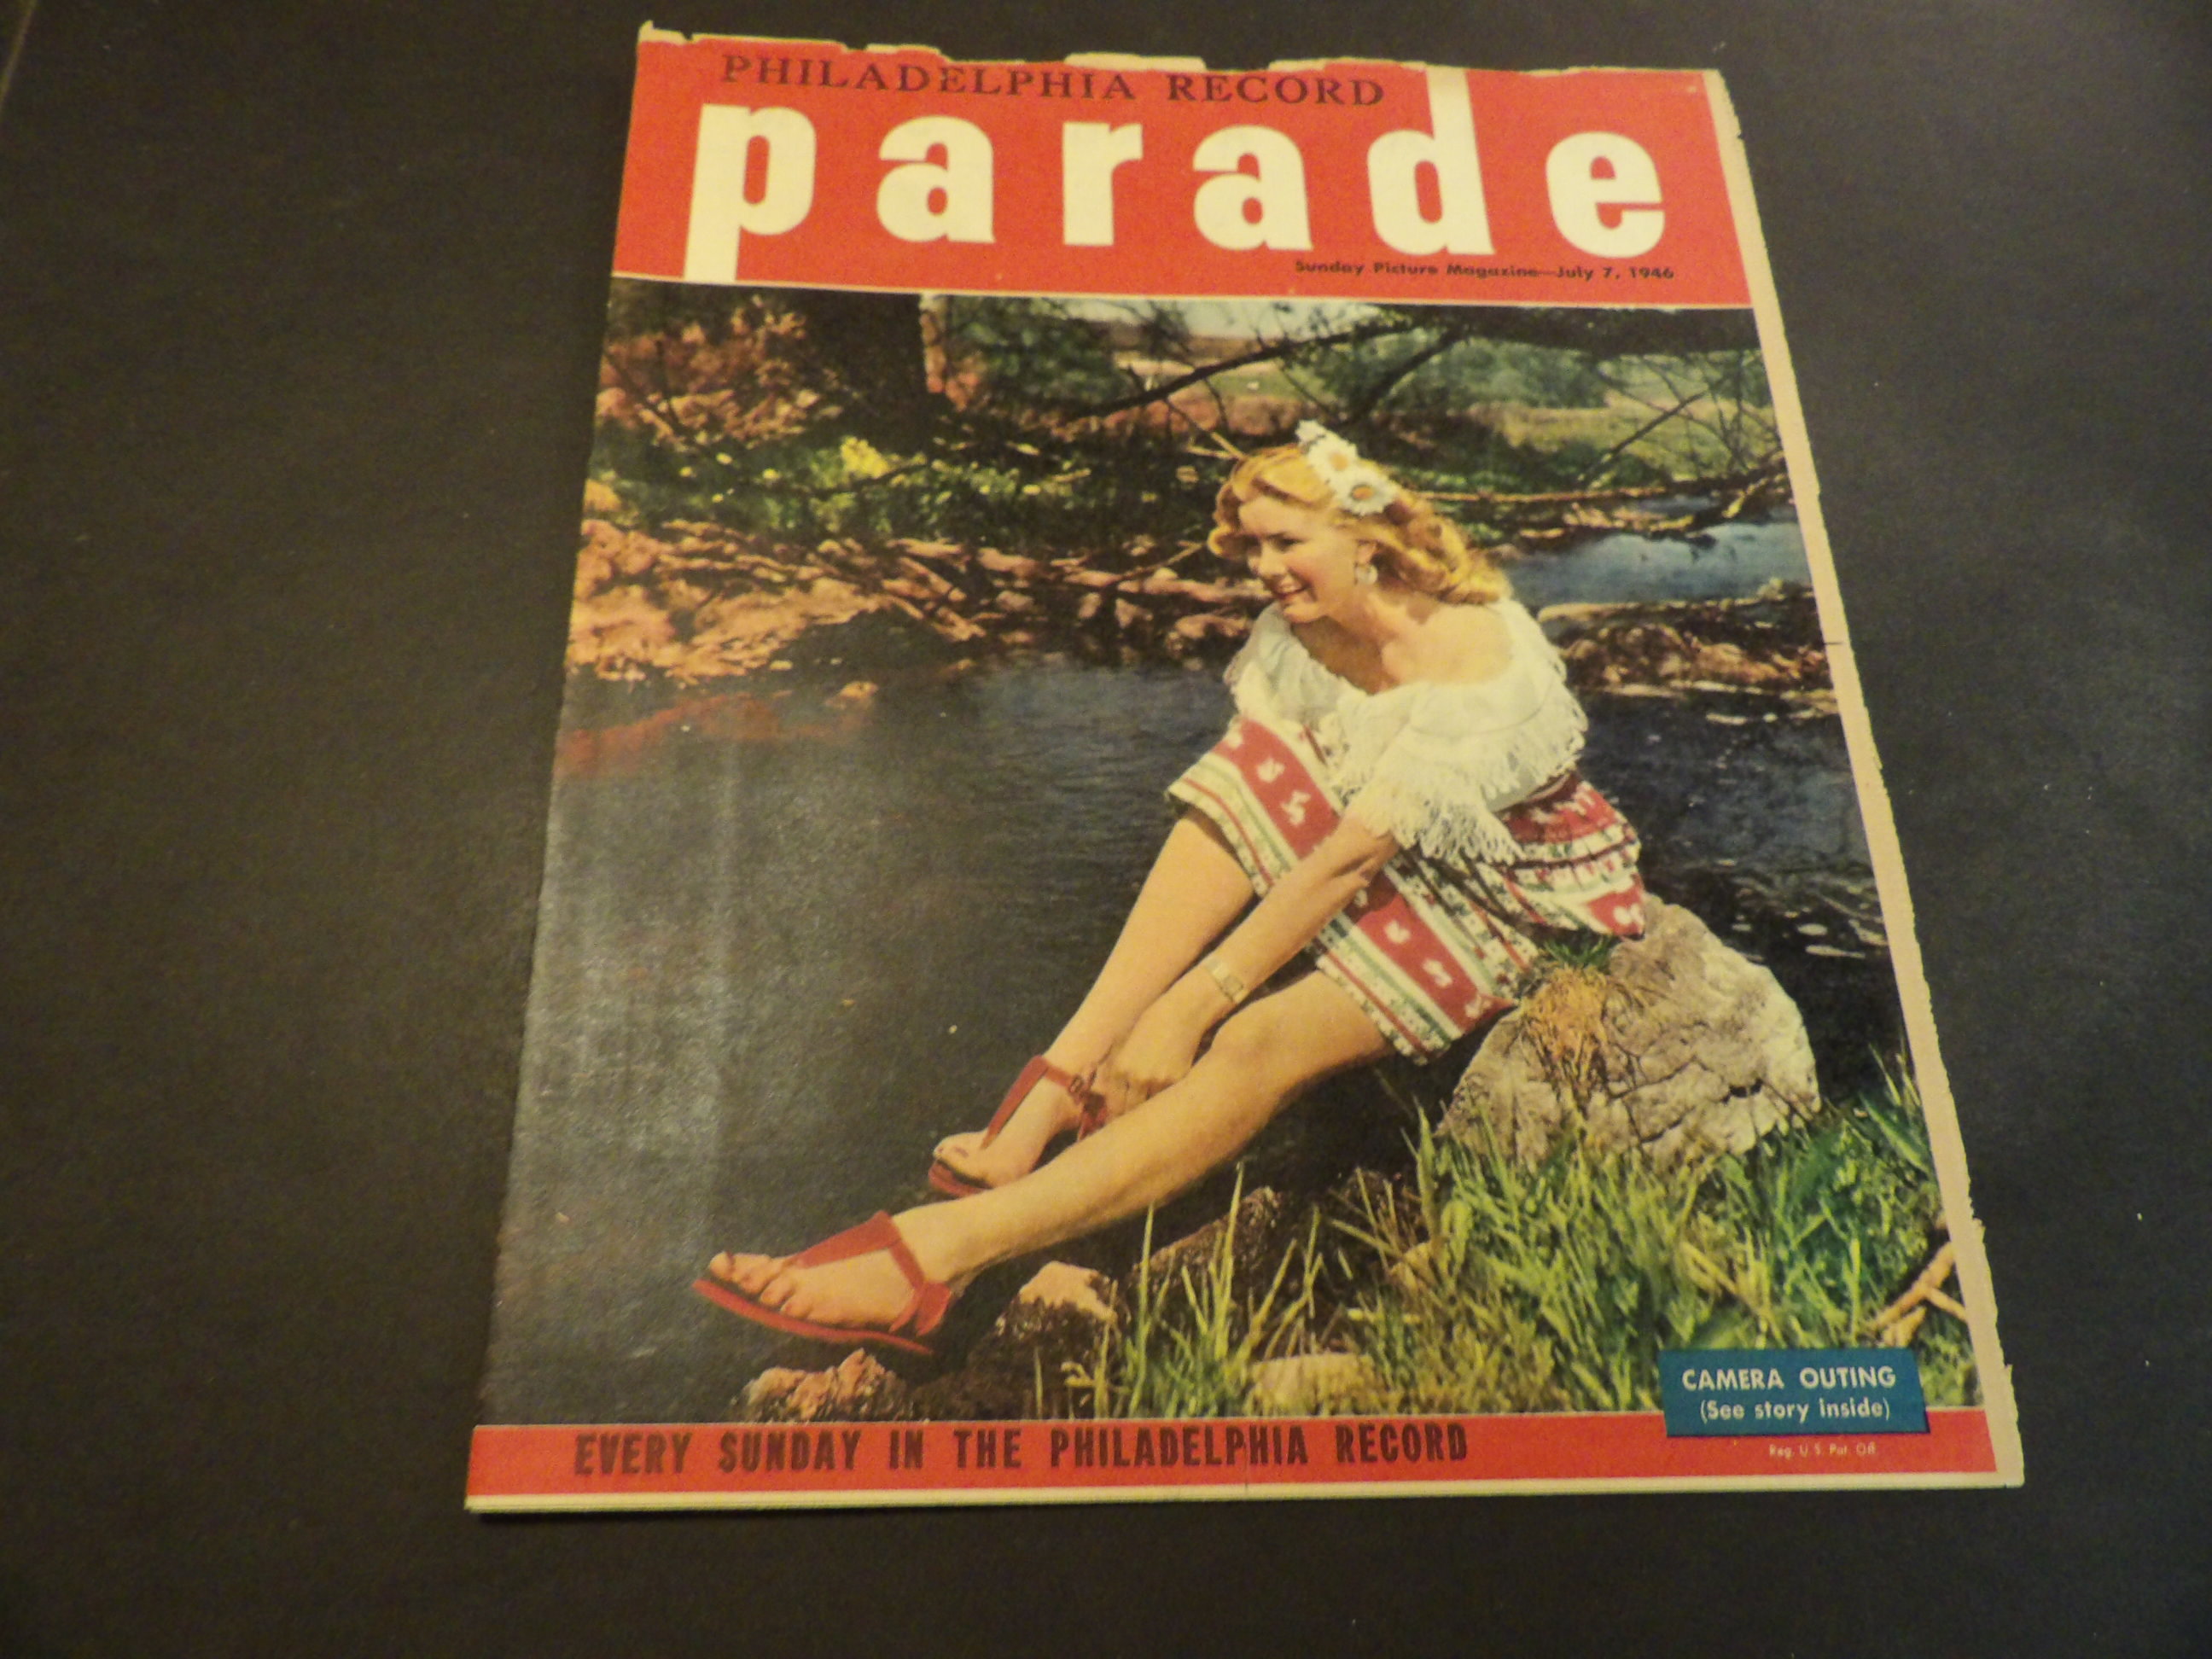 PHILADELPHIA RECORD
parade
Sunday Picture Magazine—July 7, 1946
CAMERA OUTING
(See story inside)
EVERY SUNDAY IN THE PHILADELPHIA RECORD
Reg. U. S. Pat. Off.